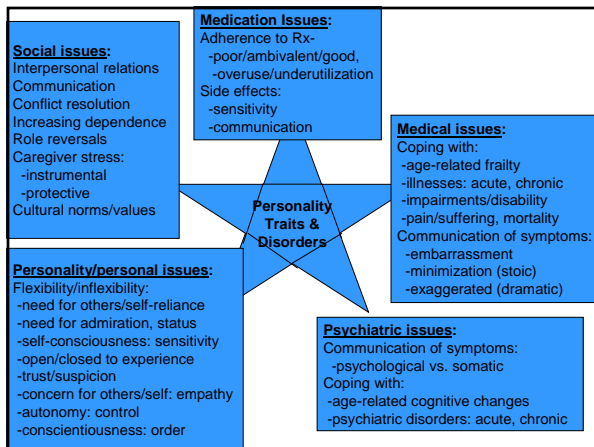 Medication Issues:
Adherence to Rx-
-poor/ambivalent/good,
-overuse/underutilization
Side effects:
-sensitivity
-communication
Social issues:
Interpersonal relations
Communication
Conflict resolution
Increasing dependence
Role reversals
Caregiver stress:
-instrumental
-protective
Cultural norms/values
Medical issues:
Coping with:
-age-related frailty
-illnesses: acute, chronic
-impairments/disability
-pain/suffering, mortality
Communication of symptoms:
-embarrassment
-minimization (stoic)
-exaggerated (dramatic)
Personality
Traits &
Disorders
Personality/personal issues:
Flexibility/inflexibility:
-need for others/self-reliance
-need for admiration, status
-self-consciousness: sensitivity
-open/closed to experience
-trust/suspicion
-concern for others/self: empathy
-autonomy: control
-conscientiousness: order
Psychiatric issues:
Communication of symptoms:
-psychological vs. somatic
Coping with:
-age-related cognitive changes
-psychiatric disorders: acute, chronic